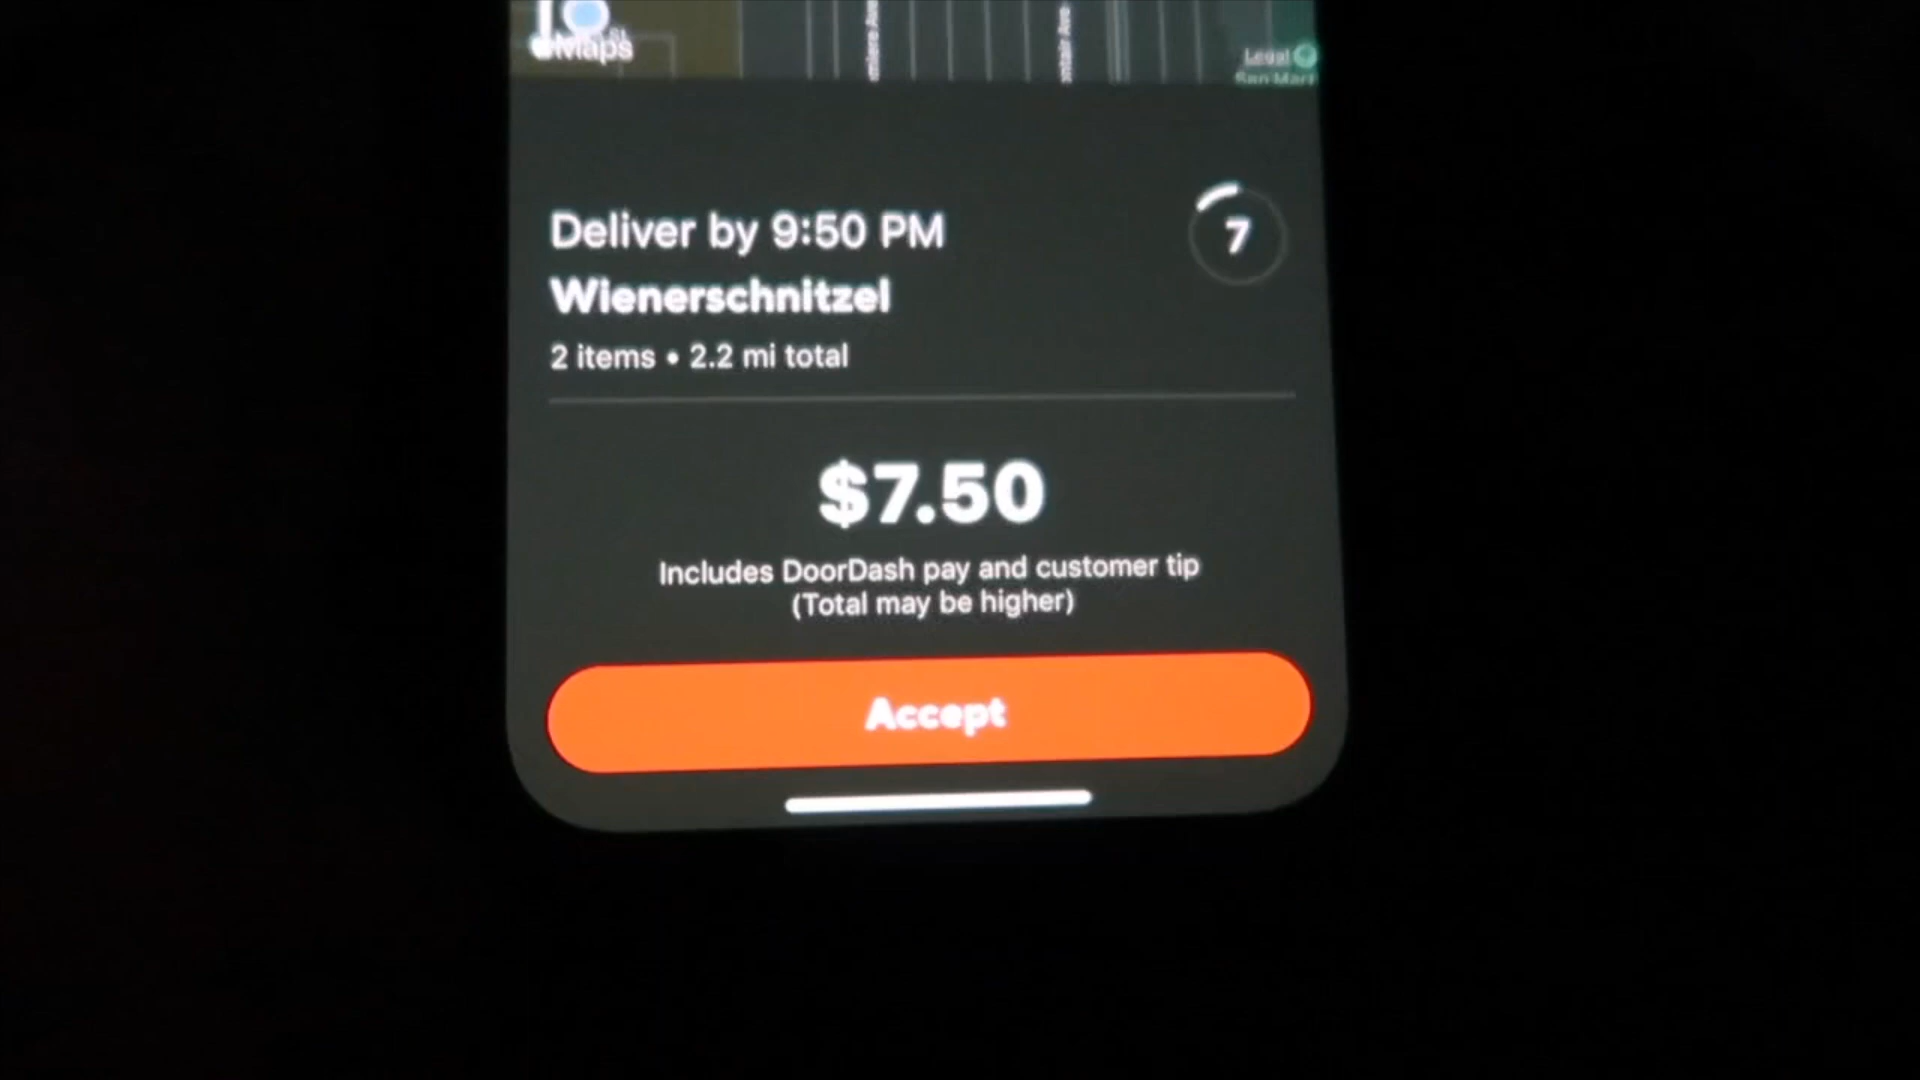 Maps
Legal
Deliver by 9:50 PM
7
Wienerschnitzel
2 items • 2.2 mi total
$7.50
Includes DoorDash pay and customer tip
(Total may be higher)
Accept